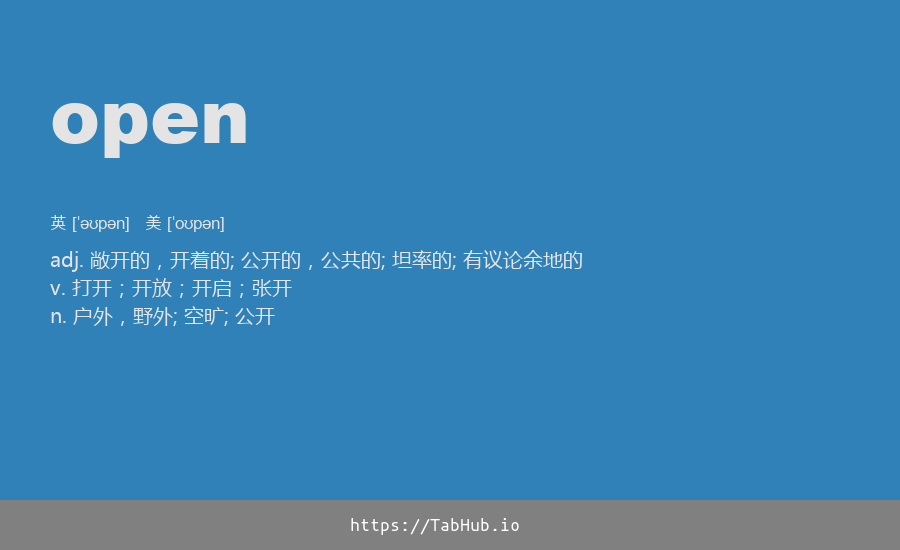 open
英 ['əʊpən] 美 ['oʊpən]
adj. 敞开的，开着的; 公开的，公共的; 坦率的; 有议论余地的
v. 打开；开放；开启；张开
n. 户外，野外; 空旷; 公开
https://TabHub.io